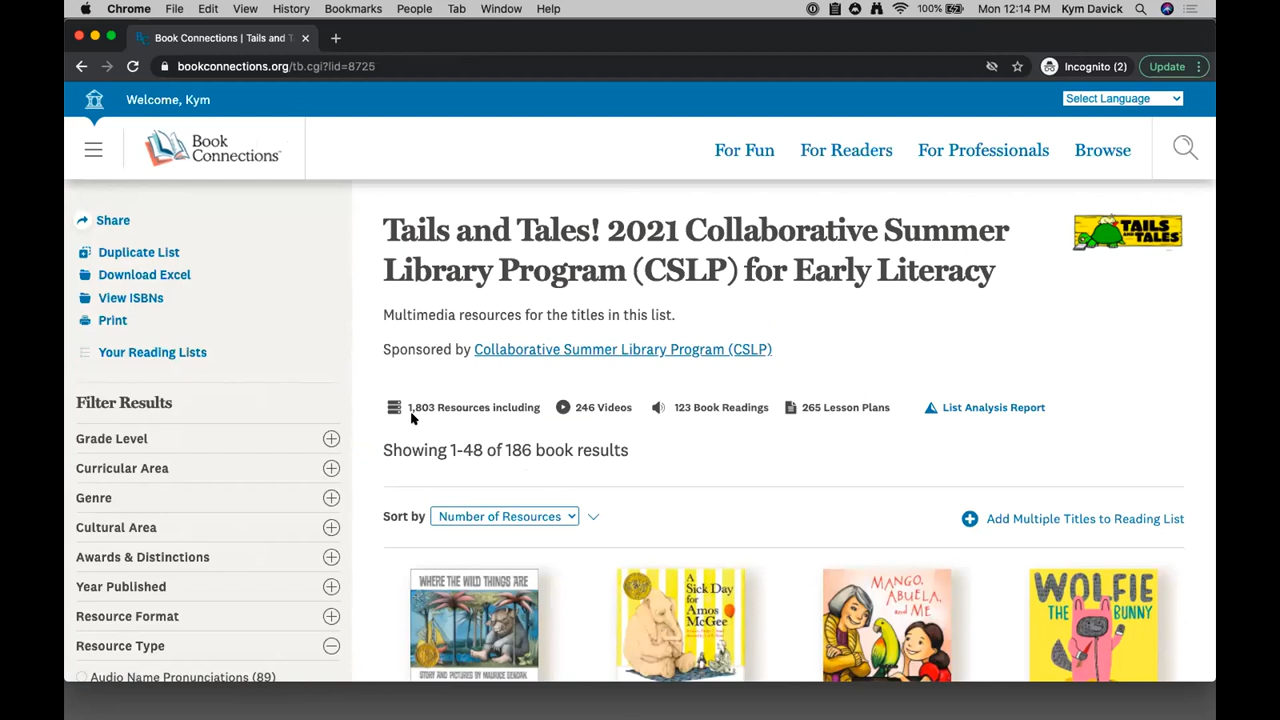 Chrome File Edit View History Bookmarks People Tab Window Help 100% Mon 12:14 PM Kym Davick
Book Connections | Tails and T
bookconnections.org/tb.cgi?lid=8725 Incognito (2) Update
Welcome, Kym Select Language
Book Connections
For Fun For Readers For Professionals Browse
Share
Duplicate List
Download Excel
View ISBNs
Print
Your Reading Lists
Filter Results
Grade Level
Curricular Area
Genre
Cultural Area
Awards & Distinctions
Year Published
Resource Format
Resource Type
Audio Name Pronunciations (89)
Tails and Tales! 2021 Collaborative Summer
Library Program (CSLP) for Early Literacy
TAILS AND TALES
Multimedia resources for the titles in this list.
Sponsored by Collaborative Summer Library Program (CSLP)
1,803 Resources including 246 Videos 123 Book Readings 265 Lesson Plans List Analysis Report
Showing 1-48 of 186 book results
Sort by Number of Resources
Add Multiple Titles to Reading List
WHERE THE WILD THINGS ARE
STORY AND PICTURES BY MAURICE SENDAK
A
Sick Day
for
Amos
McGee
MANGO,
ABUELA,
and ME
WOLFIE
THE BUNNY